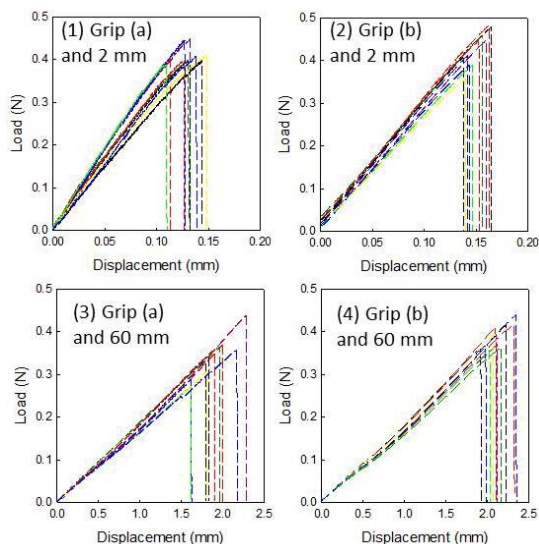 (1) Grip (a)
and 2 mm
0.5
0.4
0.3
0.2
0.1
0.0
Load (N)
0.00 0.05 0.10 0.15 0.20
Displacement (mm)
(2) Grip (b)
and 2 mm
0.5
0.4
0.3
0.2
0.1
0.0
Load (N)
0.00 0.05 0.10 0.15 0.20
Displacement (mm)
(3) Grip (a)
and 60 mm
0.5
0.4
0.3
0.2
0.1
0.0
Load (N)
0.0 0.5 1.0 1.5 2.0 2.5
Displacement (mm)
(4) Grip (b)
and 60 mm
0.5
0.4
0.3
0.2
0.1
0.0
Load (N)
0.0 0.5 1.0 1.5 2.0 2.5
Displacement (mm)